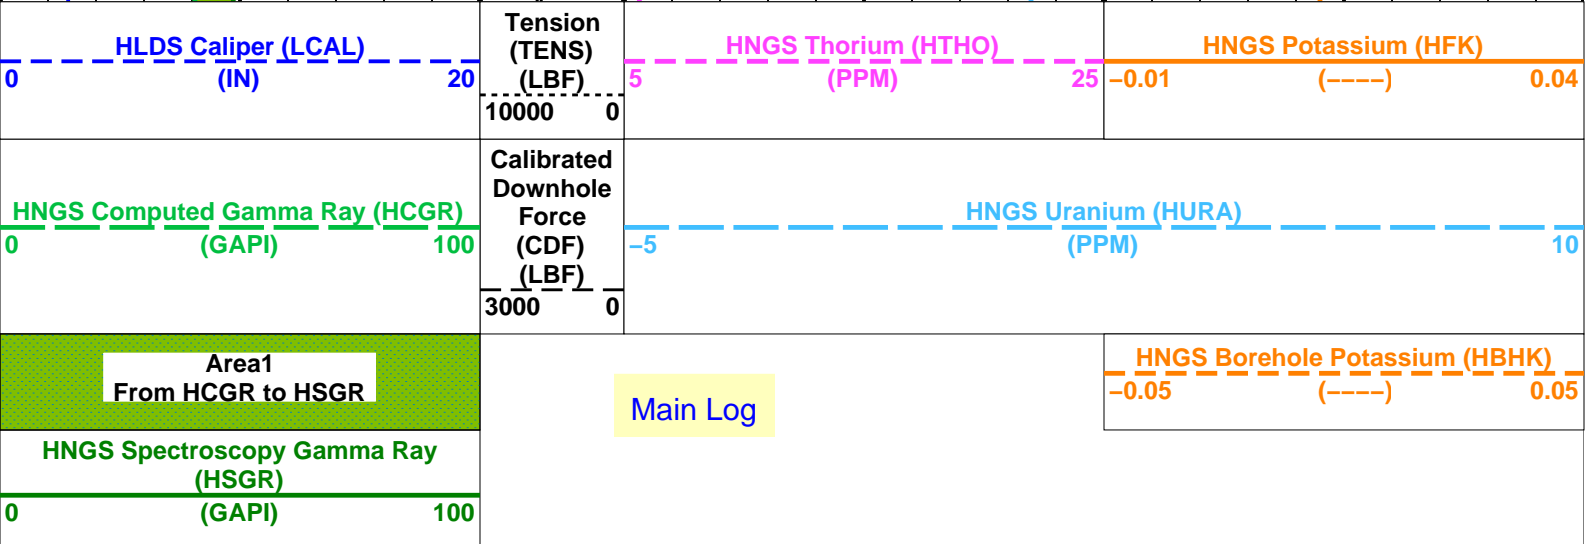 HLDS Caliper (LCAL)
0 (IN) 20
Tension
(TENS)
(LBF)
10000 0
HNGS Thorium (HTHO)
5 (PPM) 25
HNGS Potassium (HFK)
−0.01 (−−−−) 0.04
HNGS Computed Gamma Ray (HCGR)
0 (GAPI) 100
Calibrated
Downhole
Force
(CDF)
(LBF)
3000 0
HNGS Uranium (HURA)
−5 (PPM) 10
Area1
From HCGR to HSGR
Main Log
HNGS Borehole Potassium (HBHK)
−0.05 (−−−−) 0.05
HNGS Spectroscopy Gamma Ray
(HSGR)
0 (GAPI) 100